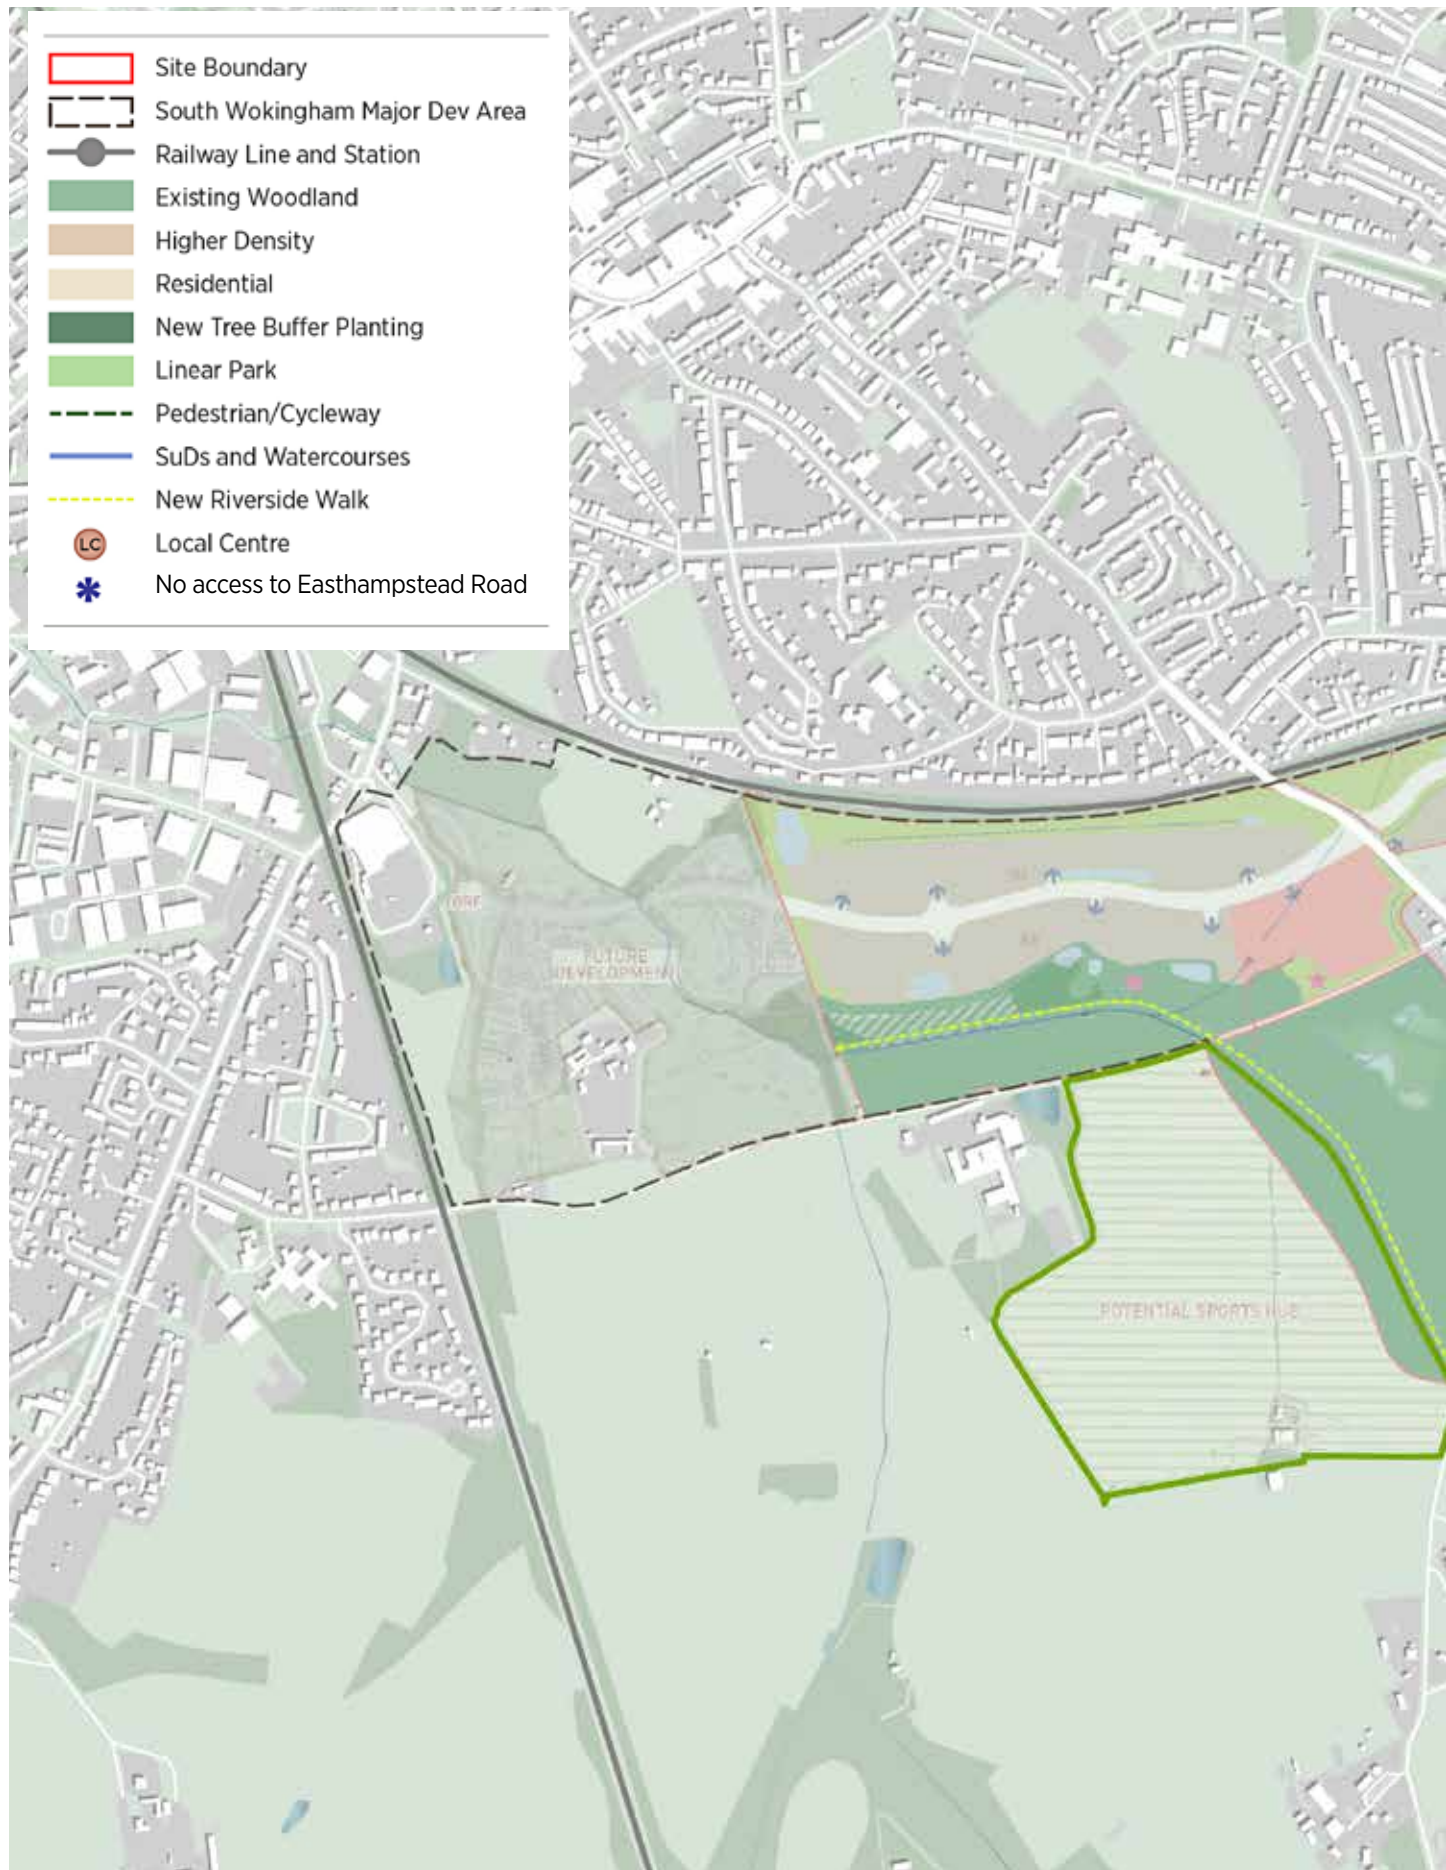 Site Boundary
South Wokingham Major Dev Area
Railway Line and Station
Existing Woodland
Higher Density
Residential
New Tree Buffer Planting
Linear Park
Pedestrian/Cycleway
SuDs and Watercourses
New Riverside Walk
LC Local Centre
No access to Easthampstead Road
FUTURE
DEVELOPMENT
POTENTIAL SPORTS HUB